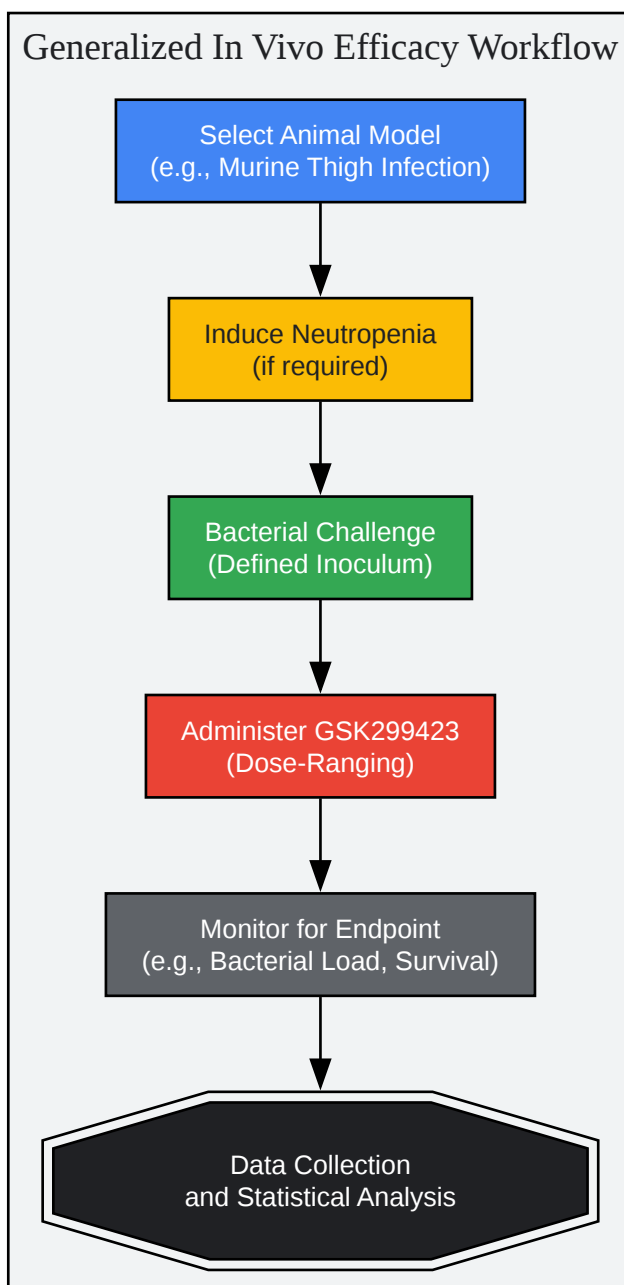 Generalized In Vivo Efficacy Workflow
Select Animal Model
(e.g., Murine Thigh Infection)
Induce Neutropenia
(if required)
Bacterial Challenge
(Defined Inoculum)
Administer GSK299423
(Dose-Ranging)
Monitor for Endpoint
(e.g., Bacterial Load, Survival)
Data Collection
and Statistical Analysis